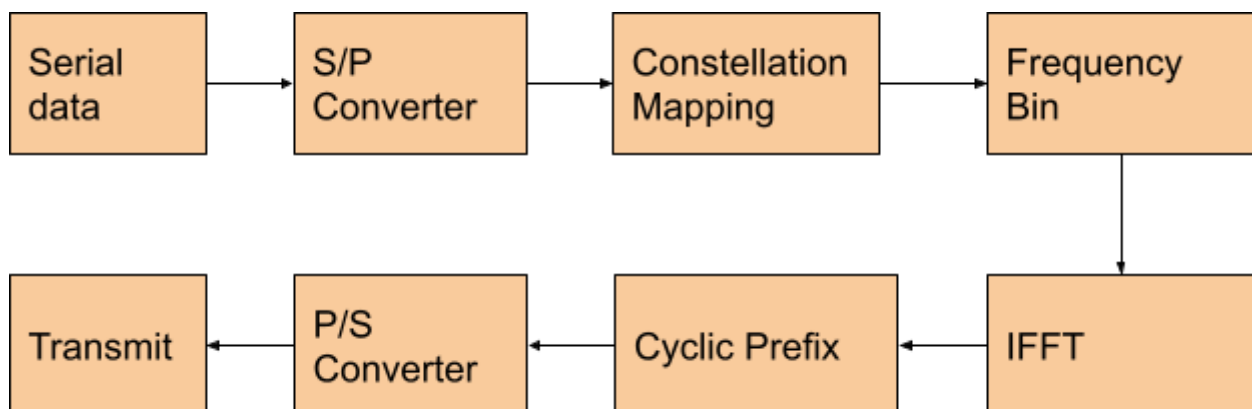 Serial
data
S/P
Converter
Constellation
Mapping
Frequency
Bin
Transmit
P/S
Converter
Cyclic Prefix
IFFT